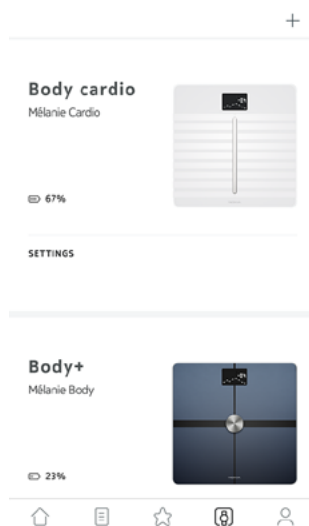 Body cardio
Mélanie Cardio
67%
SETTINGS
Body+
Mélanie Body
23%